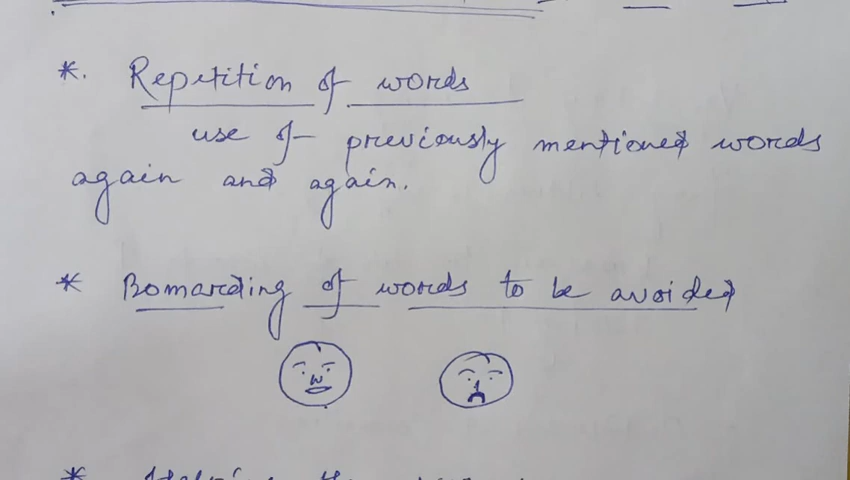 *. Repetition of words
use of previously mentioned words
again and again.
* Bomarding of words to be avoided
*